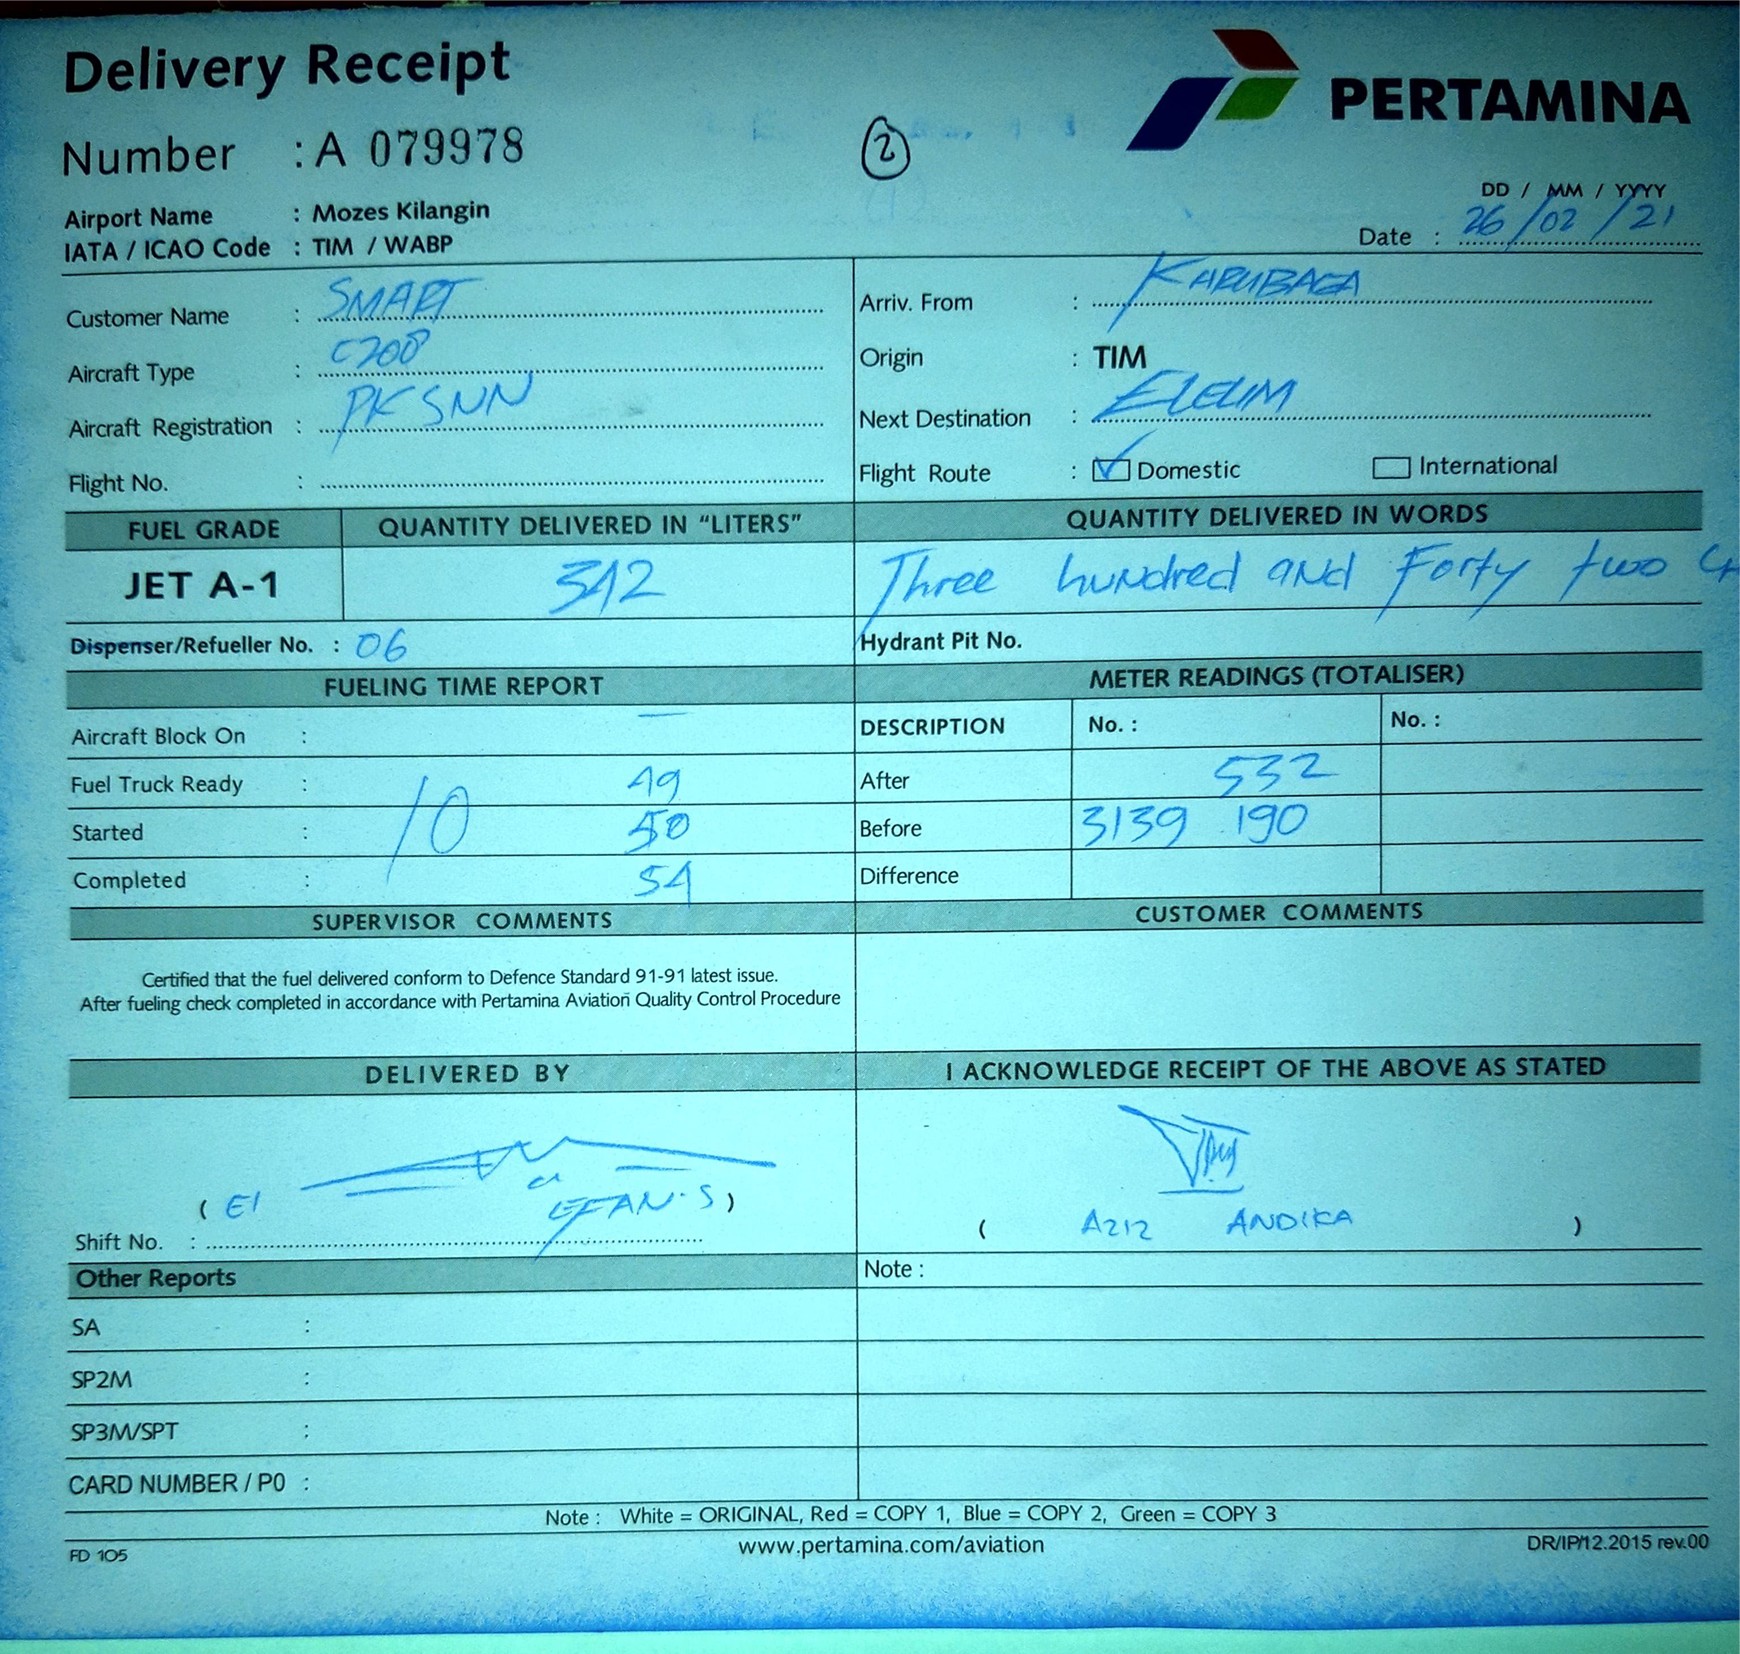 Delivery Receipt
PERTAMINA
Number : A 079978
2
Airport Name : Mozes Kilangin
IATA / ICAO Code : TIM / WABP
DD / MM / YYYY
Date : 26/02/21
Customer Name : SMART
Aircraft Type : C208
Aircraft Registration : PK SNN
Flight No. :
Arriv. From : KARUBAGA
Origin : TIM
Next Destination : ELELIM
Flight Route : Domestic International
FUEL GRADE QUANTITY DELIVERED IN "LITERS" QUANTITY DELIVERED IN WORDS
JET A-1 342 Three hundred and Forty two
Dispenser/Refueller No. : 06 Hydrant Pit No.
FUELING TIME REPORT
Aircraft Block On : —
Fuel Truck Ready : 49
Started : 10 50
Completed : 54
METER READINGS (TOTALISER)
DESCRIPTION No. : No. :
After 532
Before 3139 190
Difference
SUPERVISOR COMMENTS
Certified that the fuel delivered conform to Defence Standard 91-91 latest issue.
After fueling check completed in accordance with Pertamina Aviation Quality Control Procedure
CUSTOMER COMMENTS
DELIVERED BY
( EFAN.S )
Shift No. :
I ACKNOWLEDGE RECEIPT OF THE ABOVE AS STATED
( AZIZ ANDIKA )
Other Reports
SA :
SP2M :
SP3M/SPT :
CARD NUMBER / P0 :
Note :
Note : White = ORIGINAL, Red = COPY 1, Blue = COPY 2, Green = COPY 3
www.pertamina.com/aviation
FD 105
DR/IP/12.2015 rev.00